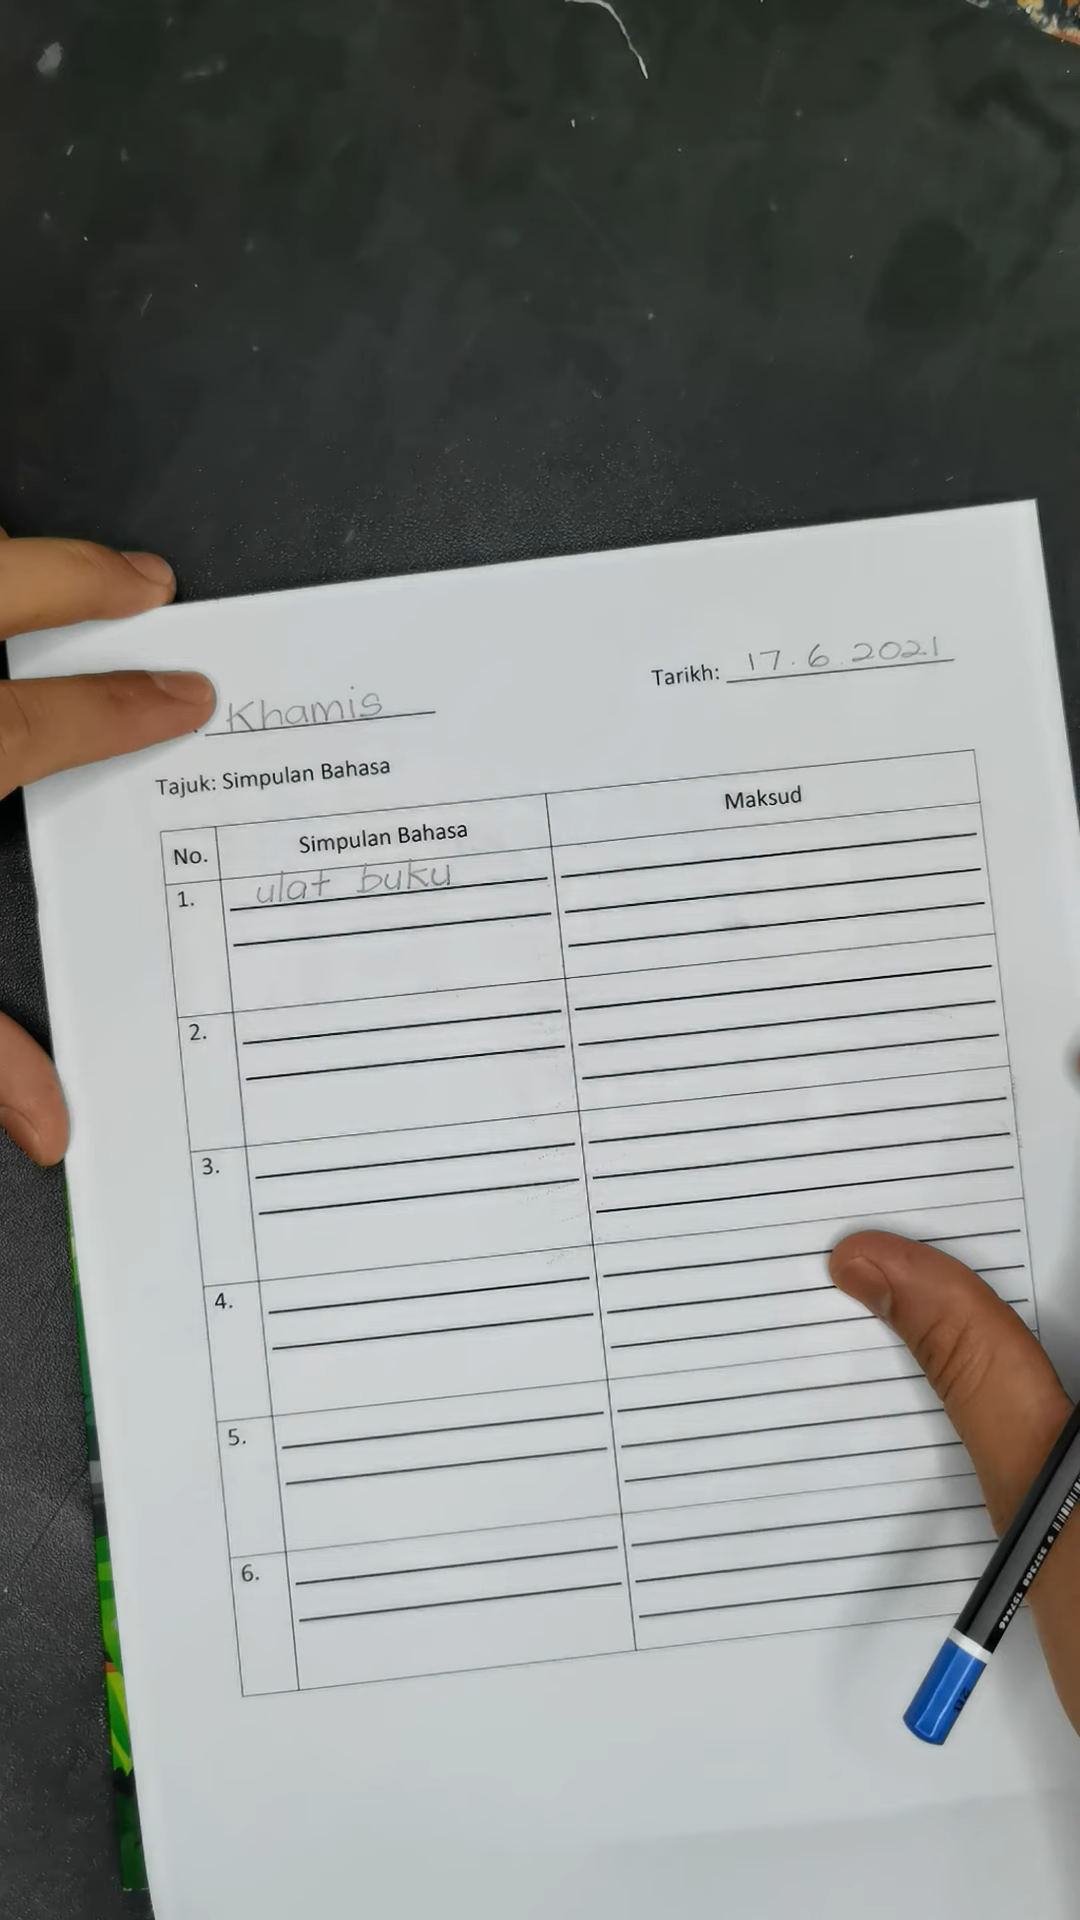 Khamis
Tarikh: 17.6.2021
Tajuk: Simpulan Bahasa
No.
Simpulan Bahasa
Maksud
1.
ulat buku
2.
3.
4.
5.
6.